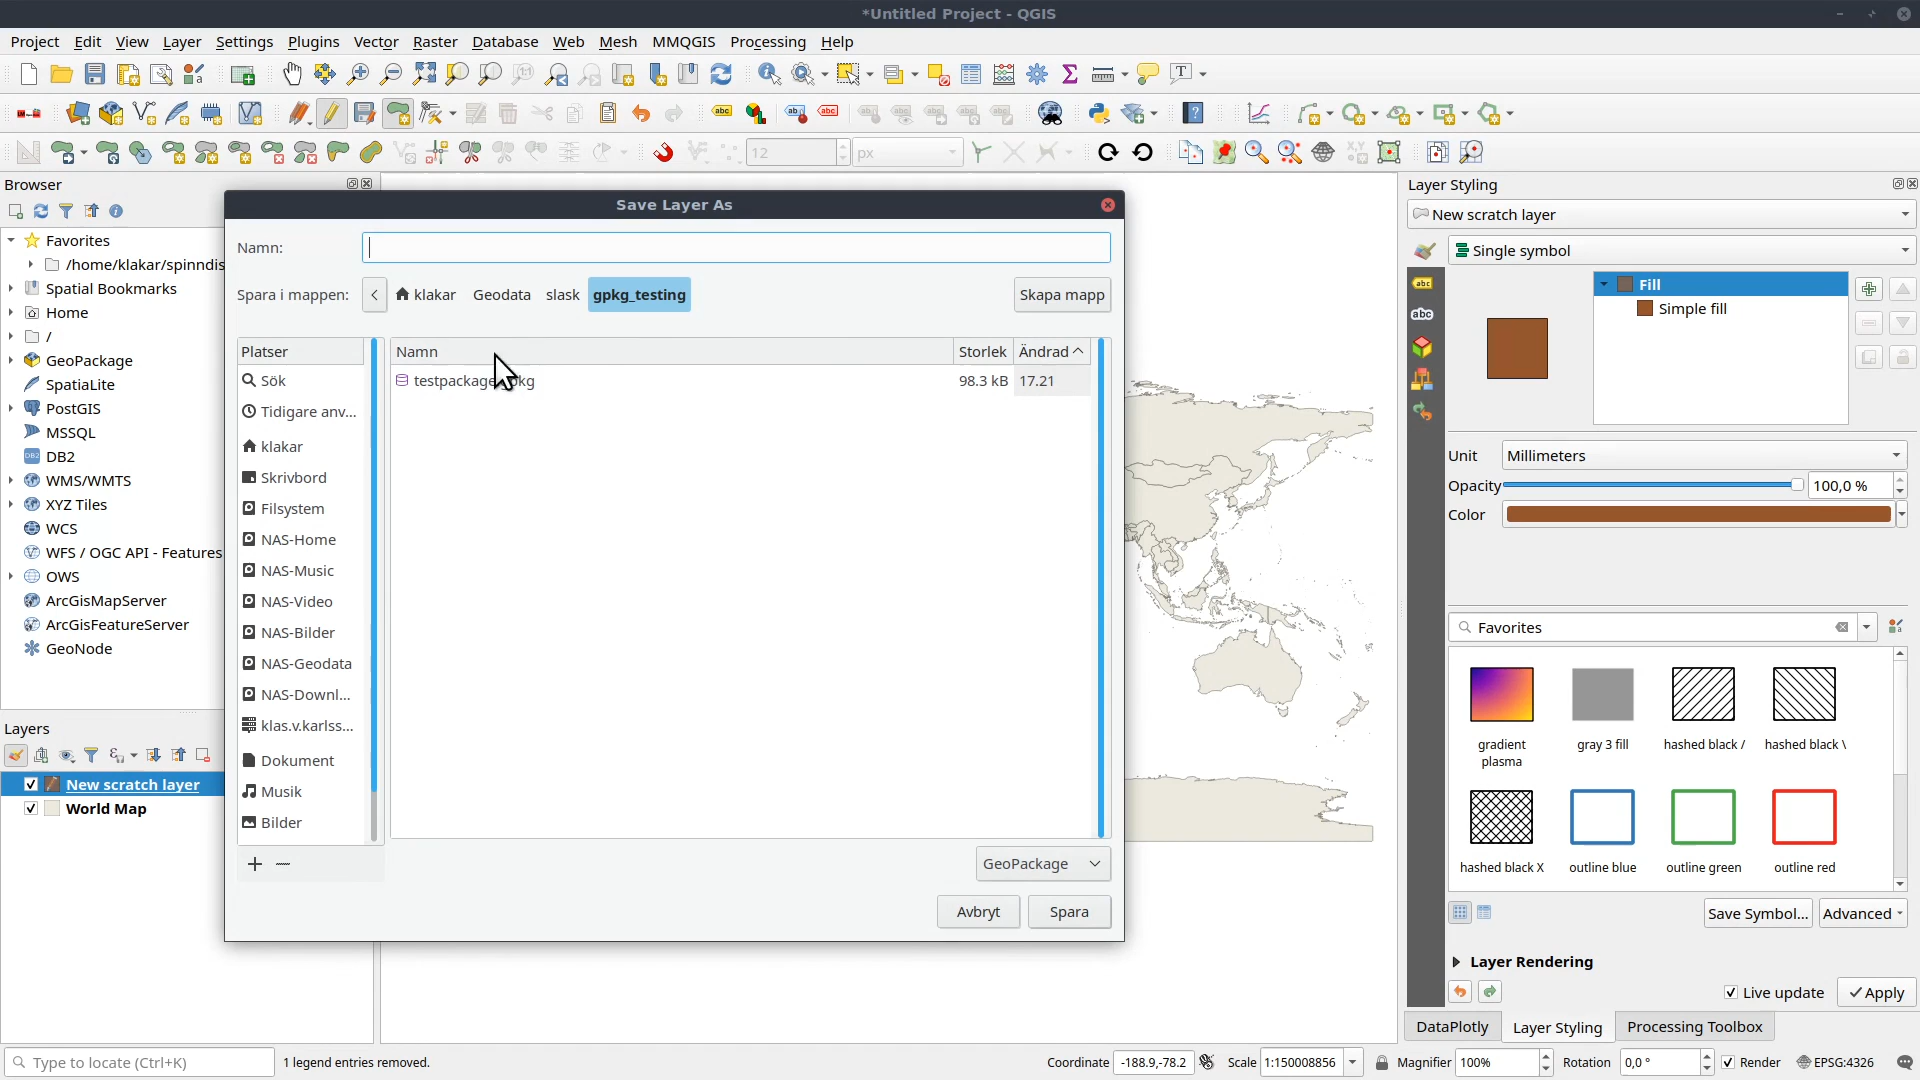 *Untitled Project - QGIS
Project Edit View Layer Settings Plugins Vector Raster Database Web Mesh MMQGIS Processing Help
12 px
Browser
Favorites
/home/klakar/spinndis
Spatial Bookmarks
Home
/
GeoPackage
SpatiaLite
PostGIS
MSSQL
DB2
WMS/WMTS
XYZ Tiles
WCS
WFS / OGC API - Features
OWS
ArcGisMapServer
ArcGisFeatureServer
GeoNode
Layers
New scratch layer
World Map
Save Layer As
Namn:
Spara i mappen: klakar Geodata slask gpkg_testing Skapa mapp
Platser
Sök
Tidigare anv...
klakar
Skrivbord
Filsystem
NAS-Home
NAS-Music
NAS-Video
NAS-Bilder
NAS-Geodata
NAS-Downl...
klas.v.karlss...
Dokument
Musik
Bilder
Namn Storlek Ändrad
98.3 kB 17.21
GeoPackage
Avbryt Spara
Layer Styling
New scratch layer
Single symbol
Fill
Simple fill
Unit Millimeters
Opacity 100,0 %
Color
Favorites
gradient plasma
gray 3 fill
hashed black /
hashed black \
hashed black X
outline blue
outline green
outline red
Save Symbol... Advanced
Layer Rendering
Live update Apply
DataPlotly Layer Styling Processing Toolbox
Type to locate (Ctrl+K) 1 legend entries removed. Coordinate -188.9,-78.2 Scale 1:150008856 Magnifier 100% Rotation 0,0 ° Render EPSG:4326